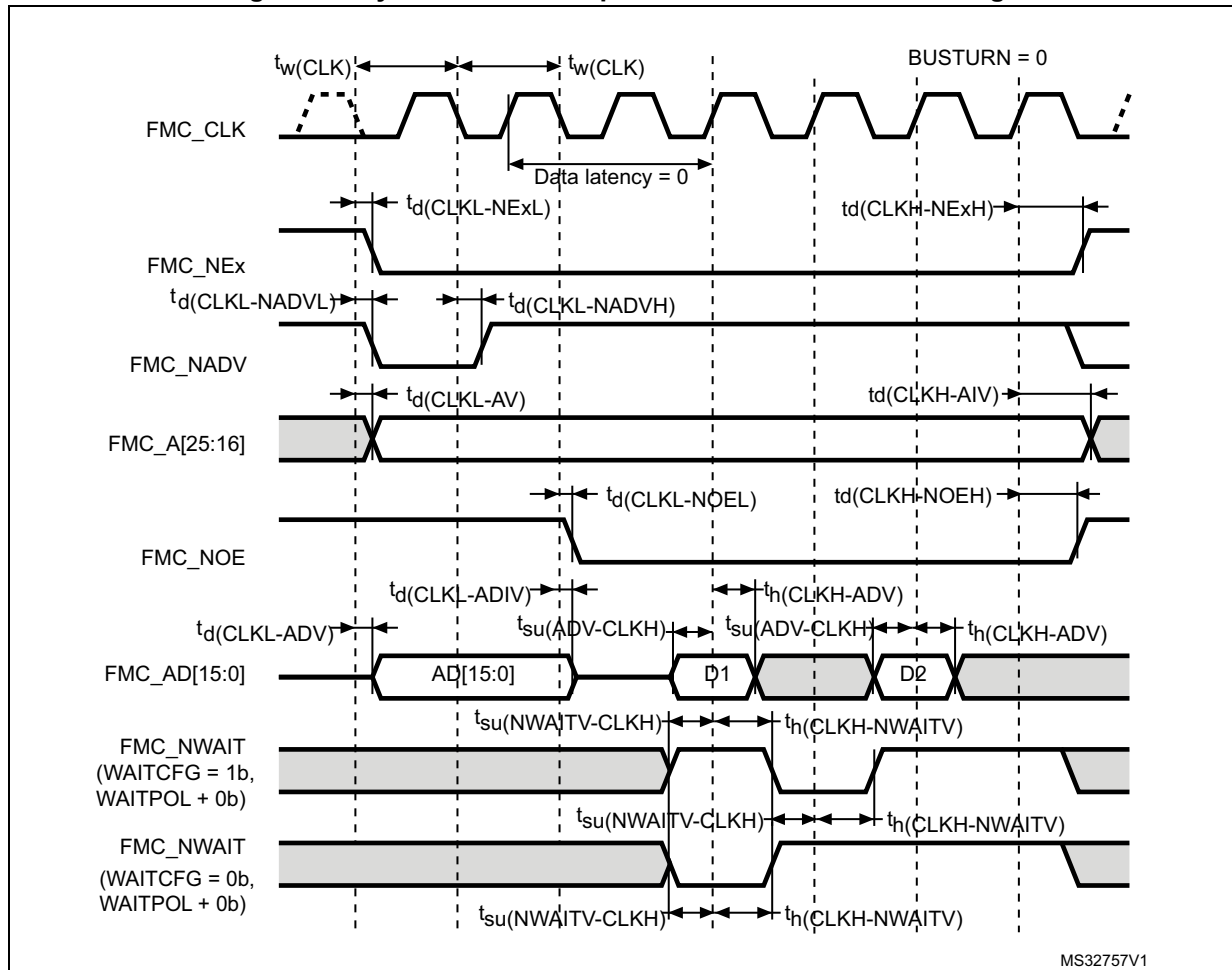 BUSTURN = 0
tw(CLK) tw(CLK)
FMC_CLK
Data latency = 0
td(CLKL-NExL) td(CLKH-NExH)
FMC_NEx
td(CLKL-NADVL) td(CLKL-NADVH)
FMC_NADV
td(CLKL-AV) td(CLKH-AIV)
FMC_A[25:16]
td(CLKL-NOEL) td(CLKH-NOEH)
FMC_NOE
td(CLKL-ADIV) th(CLKH-ADV)
td(CLKL-ADV) tsu(ADV-CLKH) tsu(ADV-CLKH) th(CLKH-ADV)
FMC_AD[15:0] AD[15:0] D1 D2
tsu(NWAITV-CLKH) th(CLKH-NWAITV)
FMC_NWAIT
(WAITCFG = 1b,
WAITPOL + 0b)
tsu(NWAITV-CLKH) th(CLKH-NWAITV)
FMC_NWAIT
(WAITCFG = 0b,
WAITPOL + 0b)
tsu(NWAITV-CLKH) th(CLKH-NWAITV)
MS32757V1